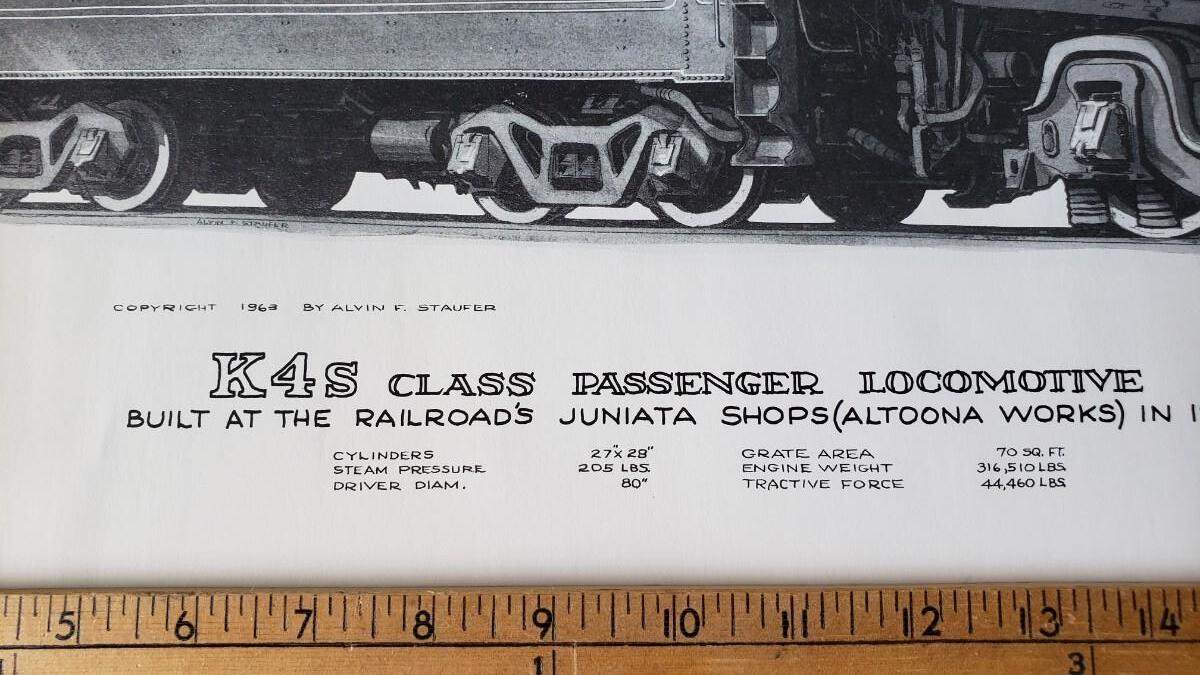 ALVIN F. STAUFER
COPYRIGHT 1963 BY ALVIN F. STAUFER
K4s CLASS PASSENGER LOCOMOTIVE
BUILT AT THE RAILROAD'S JUNIATA SHOPS (ALTOONA WORKS) IN
CYLINDERS 27"x 28" GRATE AREA 70 SQ. FT.
STEAM PRESSURE 205 LBS. ENGINE WEIGHT 316,510 LBS.
DRIVER DIAM. 80" TRACTIVE FORCE 44,460 LBS.
5 6 7 8 9 10 11 12 13 14
1 3